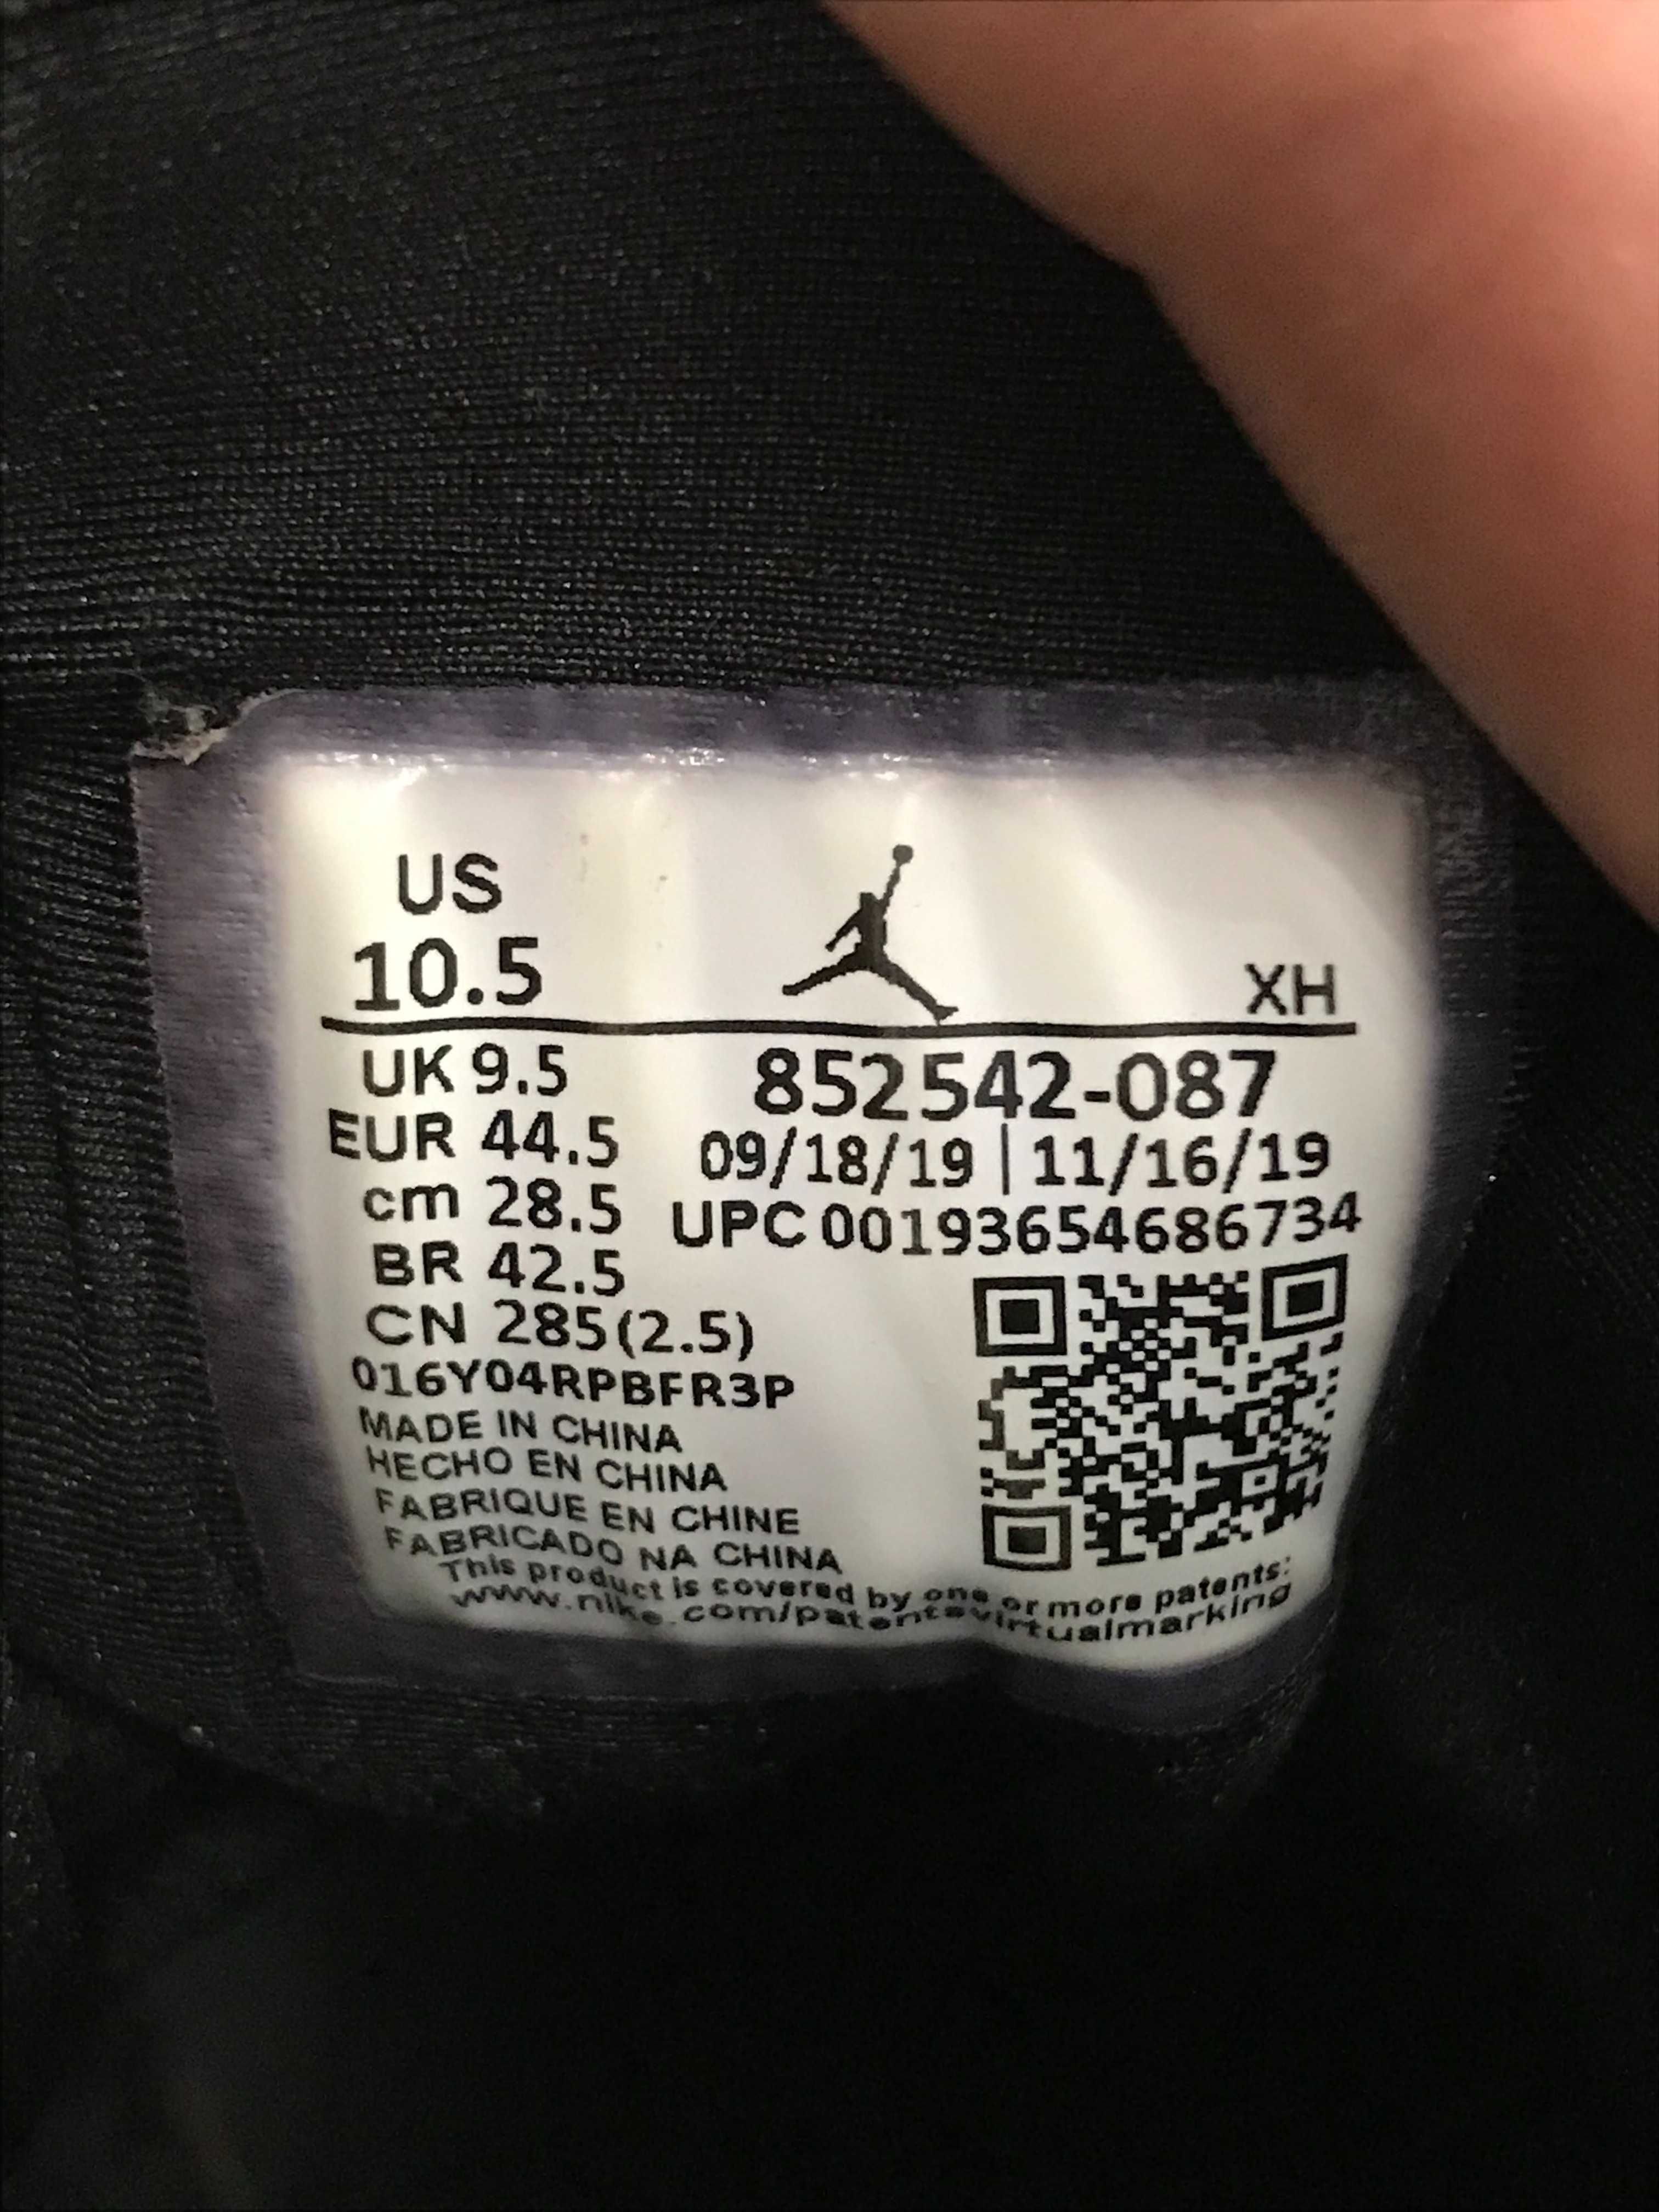 US
10.5
XH
UK 9.5
EUR 44.5
cm 28.5
BR 42.5
CN 285(2.5)
016Y04RPBFR3P
852542-087
09/18/19 | 11/16/19
UPC 00193654686734
MADE IN CHINA
HECHO EN CHINA
FABRIQUE EN CHINE
FABRICADO NA CHINA
This product is covered by one or more patents:
www.nike.com/patentsvirtualmarking